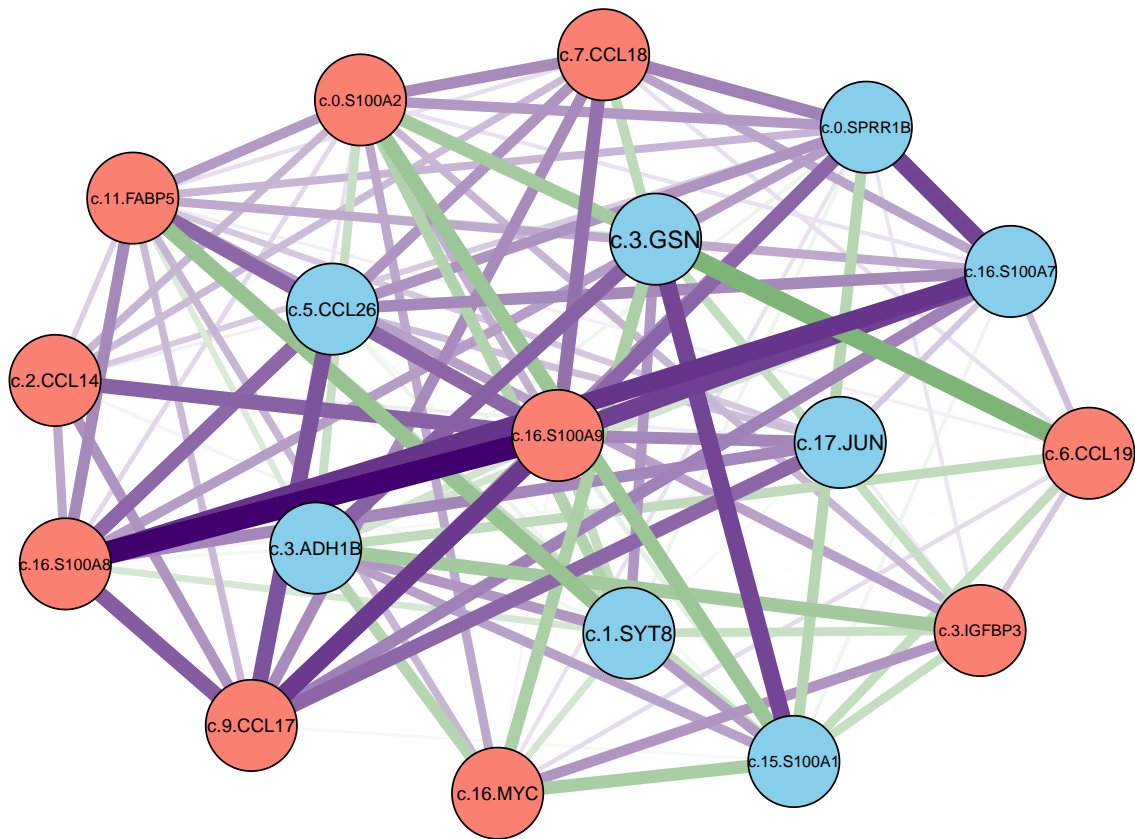 c.7.CCL18
c.0.S100A2
c.0.SPRR1B
c.11.FABP5
c.3.GSN
c.16.S100A7
c.5.CCL26
c.2.CCL14
c.16.S100A9
c.17.JUN
c.6.CCL19
c.3.ADH1B
c.16.S100A8
c.1.SYT8
c.3.IGFBP3
c.9.CCL17
c.15.S100A1
c.16.MYC